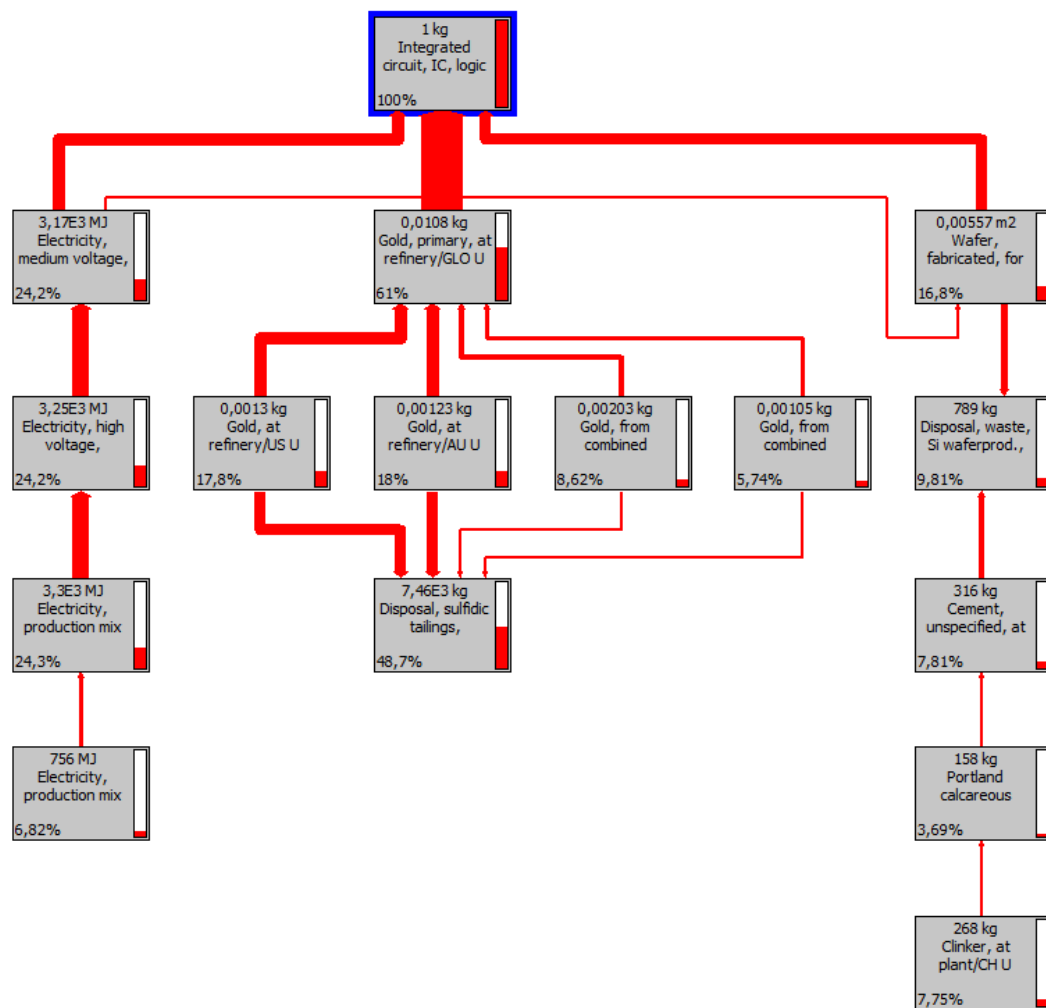 1 kg
Integrated
circuit, IC, logic
100%
3,17E3 MJ
Electricity,
medium voltage,
24,2%
0,0108 kg
Gold, primary, at
refinery/GLO U
61%
0,00557 m2
Wafer,
fabricated, for
16,8%
3,25E3 MJ
Electricity, high
voltage,
24,2%
0,0013 kg
Gold, at
refinery/US U
17,8%
0,00123 kg
Gold, at
refinery/AU U
18%
0,00203 kg
Gold, from
combined
8,62%
0,00105 kg
Gold, from
combined
5,74%
789 kg
Disposal, waste,
Si waferprod.,
9,81%
3,3E3 MJ
Electricity,
production mix
24,3%
7,46E3 kg
Disposal, sulfidic
tailings,
48,7%
316 kg
Cement,
unspecified, at
7,81%
756 MJ
Electricity,
production mix
6,82%
158 kg
Portland
calcareous
3,69%
268 kg
Clinker, at
plant/CH U
7,75%